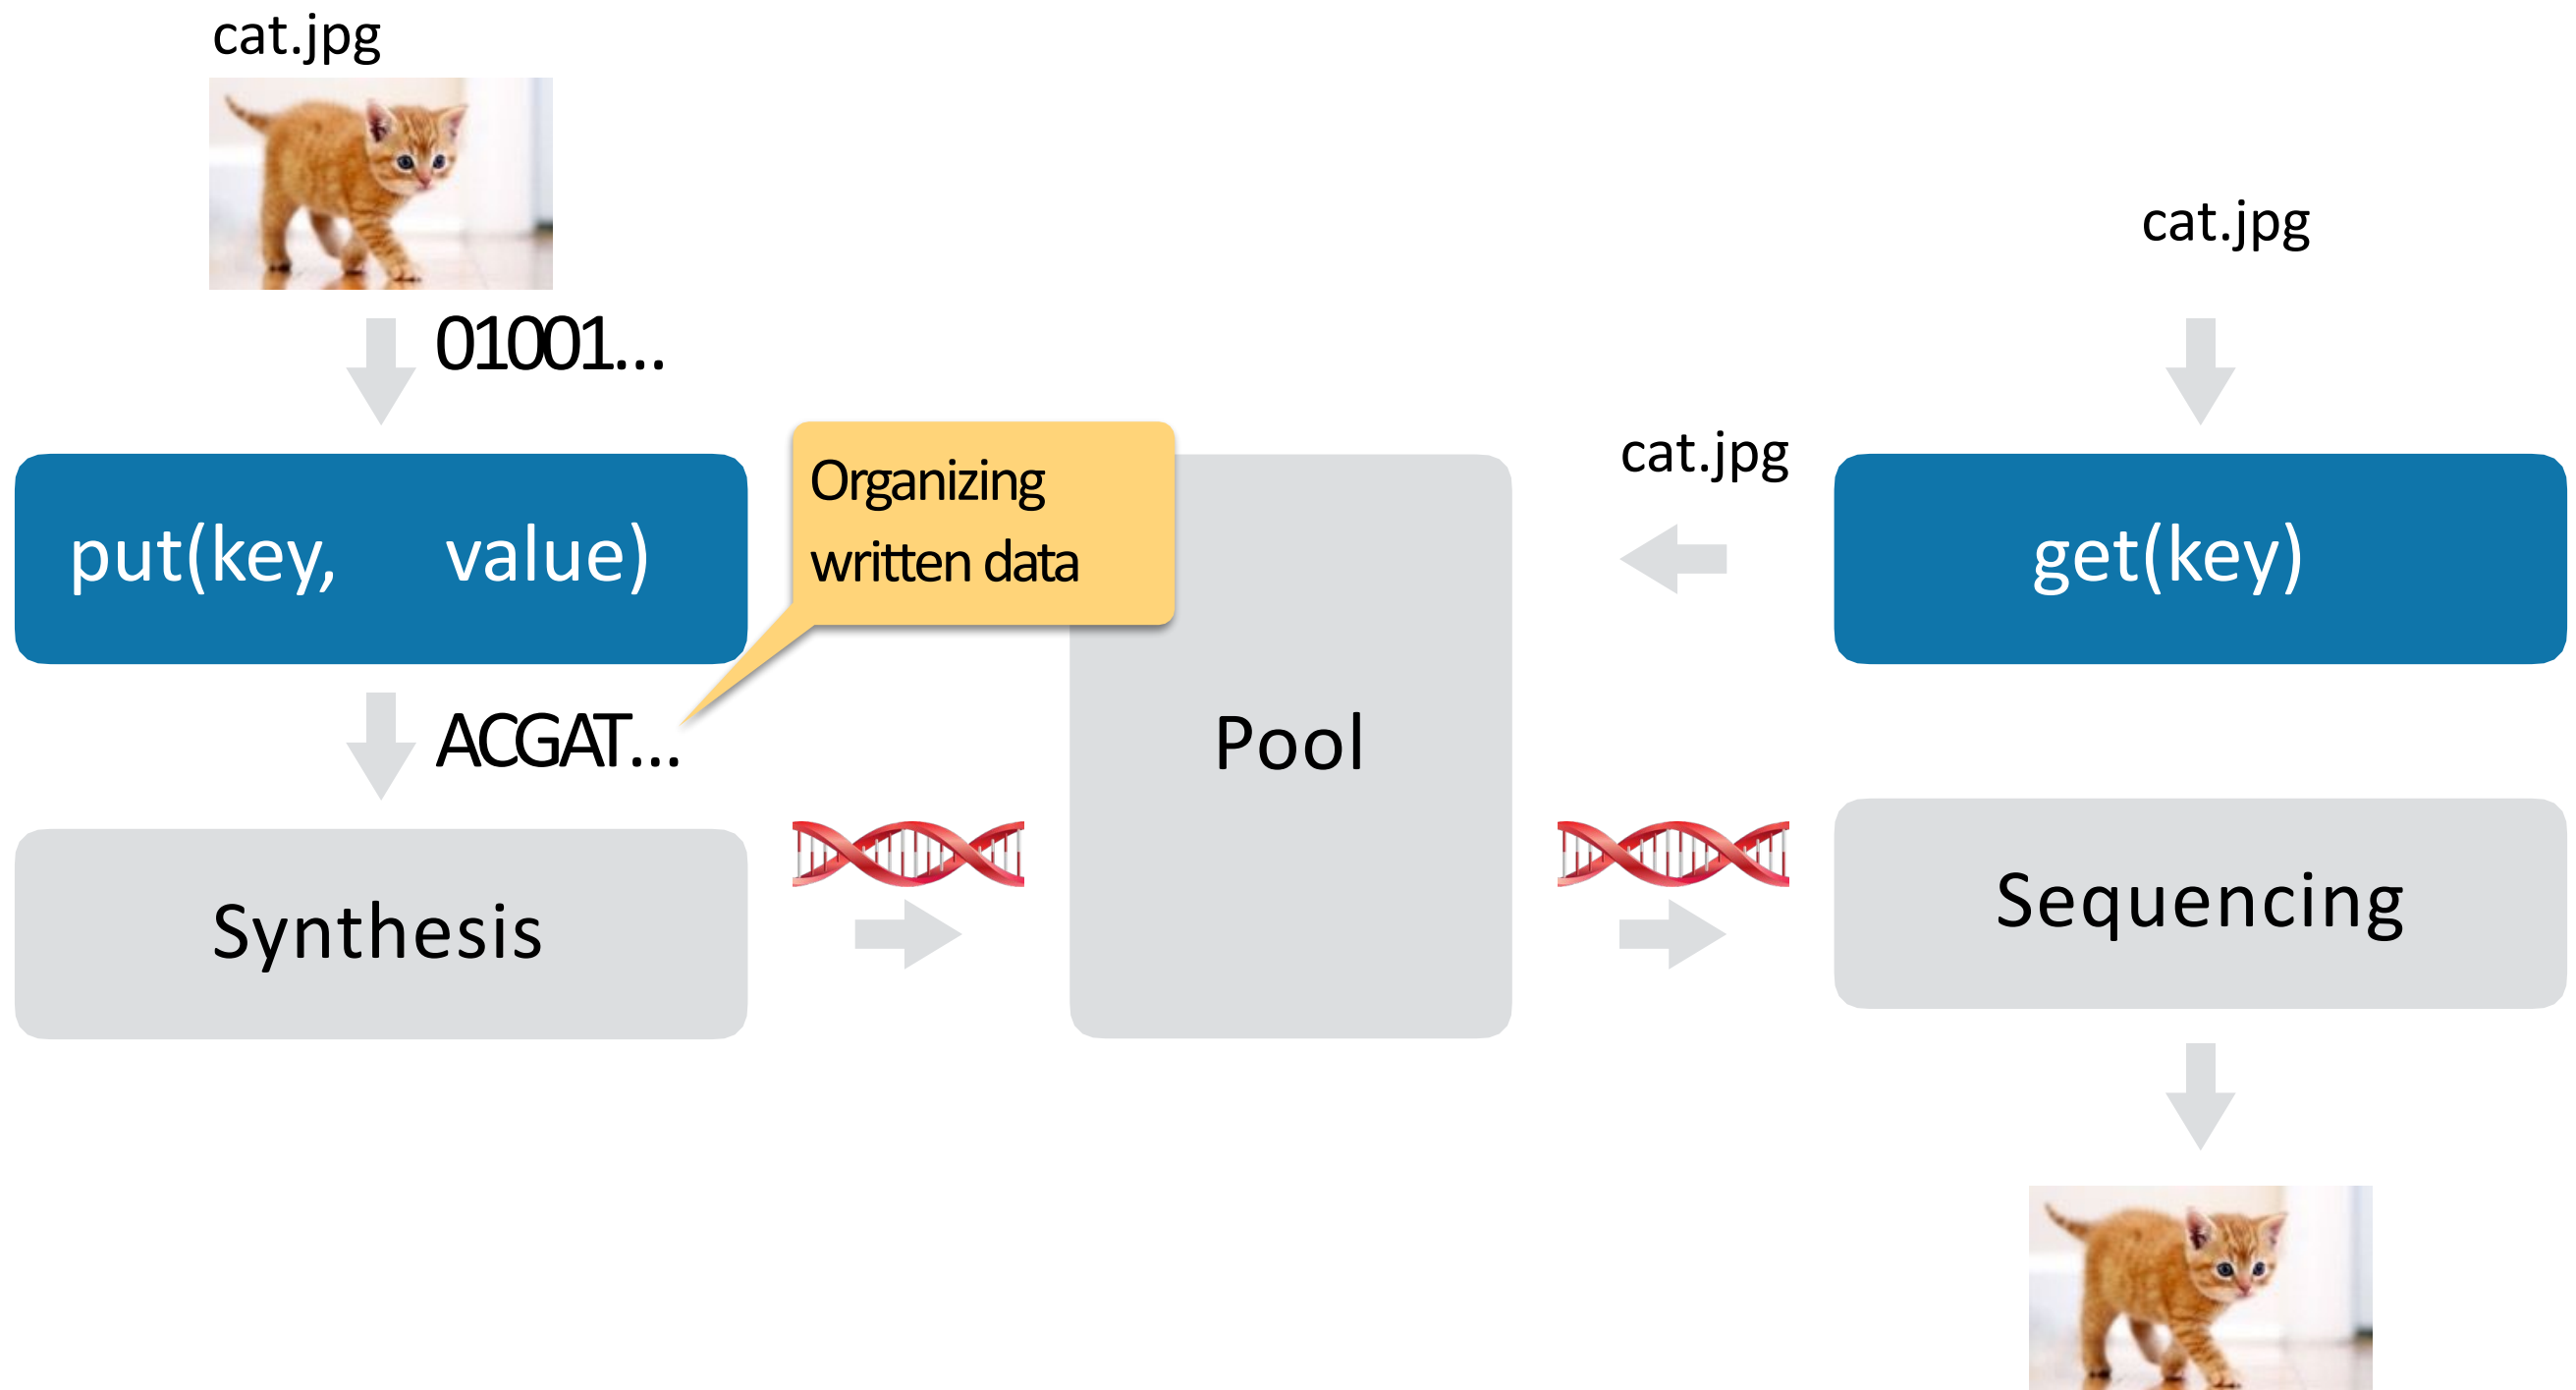 cat.jpg
01001...
put(key, value)
Organizing
written data
ACGAT...
Synthesis
Pool
cat.jpg
cat.jpg
get(key)
Sequencing